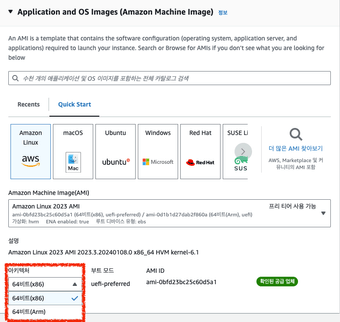 ▼ Application and OS Images (Amazon Machine Image) 정보
An AMI is a template that contains the software configuration (operating system, application server, and
applications) required to launch your instance. Search or Browse for AMIs if you don't see what you are looking for
below
수천 개의 애플리케이션 및 OS 이미지를 포함하는 전체 카탈로그 검색
Recents
Quick Start
Amazon
Linux
aws
macOS
Mac
Ubuntu
ubuntu®
Windows
Microsoft
Red Hat
Red Hat
SUSE Li
SUS
더 많은 AMI 찾아보기
AWS, Marketplace 및 커
뮤니티의 AMI 포함
Amazon Machine Image(AMI)
Amazon Linux 2023 AMI
프리 티어 사용 가능
ami-0bfd23bc25c60d5a1 (64비트(x86), uefi-preferred) / ami-0d1b1d27dab2f860a (64비트(Arm), uefi)
가상화: hvm ENA enabled: true 루트 디바이스 유형: ebs
설명
Amazon Linux 2023 AMI 2023.3.20240108.0 x86_64 HVM kernel-6.1
아키텍처
부트 모드
AMI ID
64비트(x86)
uefi-preferred
ami-0bfd23bc25c60d5a1
확인된 공급 업체
64비트(x86)
64비트(Arm)